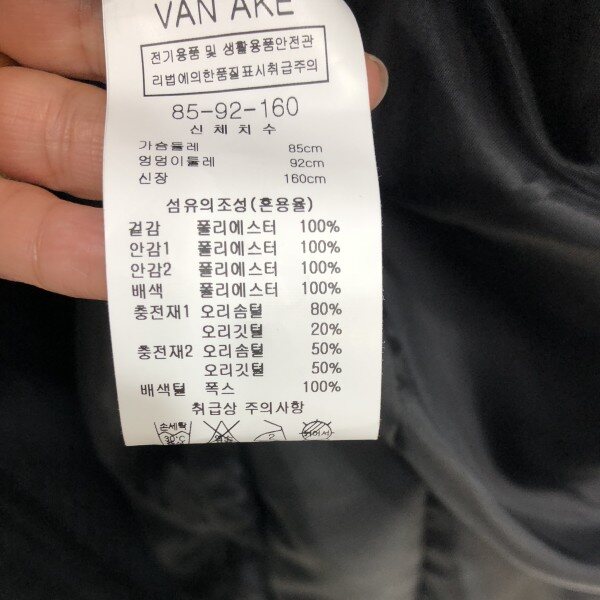 VAN AKE
전기용품 및 생활용품안전관
리법에의한품질표시취급주의
85-92-160
신체치수
가슴둘레 85cm
엉덩이둘레 92cm
신장 160cm
섬유의조성(혼용율)
겉감 폴리에스터 100%
안감1 폴리에스터 100%
안감2 폴리에스터 100%
배색 폴리에스터 100%
충전재1 오리솜털 80%
오리깃털 20%
충전재2 오리솜털 50%
오리깃털 50%
배색털 폭스 100%
취급상 주의사항
손세탁
30°C 2